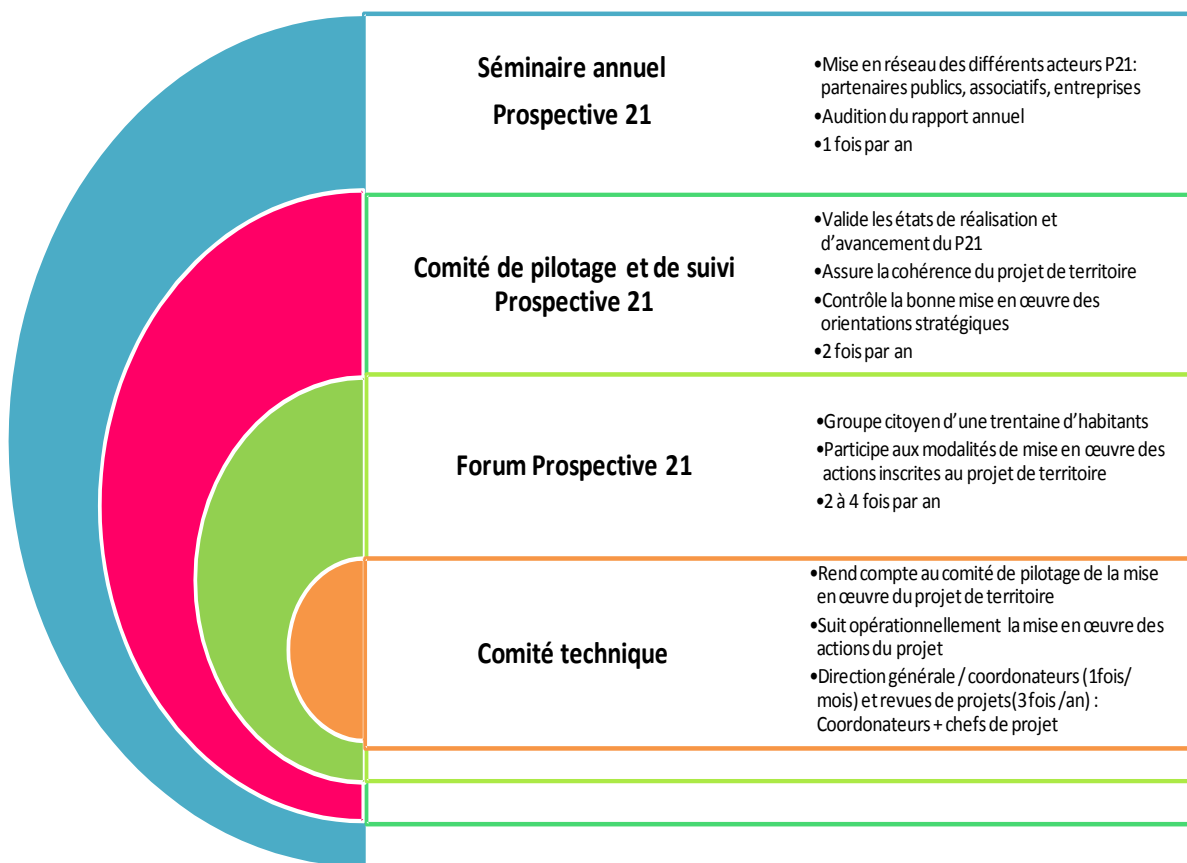 Séminaire annuel
Prospective 21
•Mise en réseau des différents acteurs P21:
partenaires publics, associatifs, entreprises
•Audition du rapport annuel
•1 fois par an
Comité de pilotage et de suivi
Prospective 21
•Valide les états de réalisation et
d'avancement du P21
•Assure la cohérence du projet de territoire
•Contrôle la bonne mise en œuvre des
orientations stratégiques
•2 fois par an
Forum Prospective 21
•Groupe citoyen d'une trentaine d'habitants
•Participe aux modalités de mise en œuvre des
actions inscrites au projet de territoire
•2 à 4 fois par an
Comité technique
•Rend compte au comité de pilotage de la mise
en œuvre du projet de territoire
•Suit opérationnellement la mise en œuvre des
actions du projet
•Direction générale / coordonateurs (1fois/
mois) et revues de projets(3 fois /an) :
Coordonateurs + chefs de projet